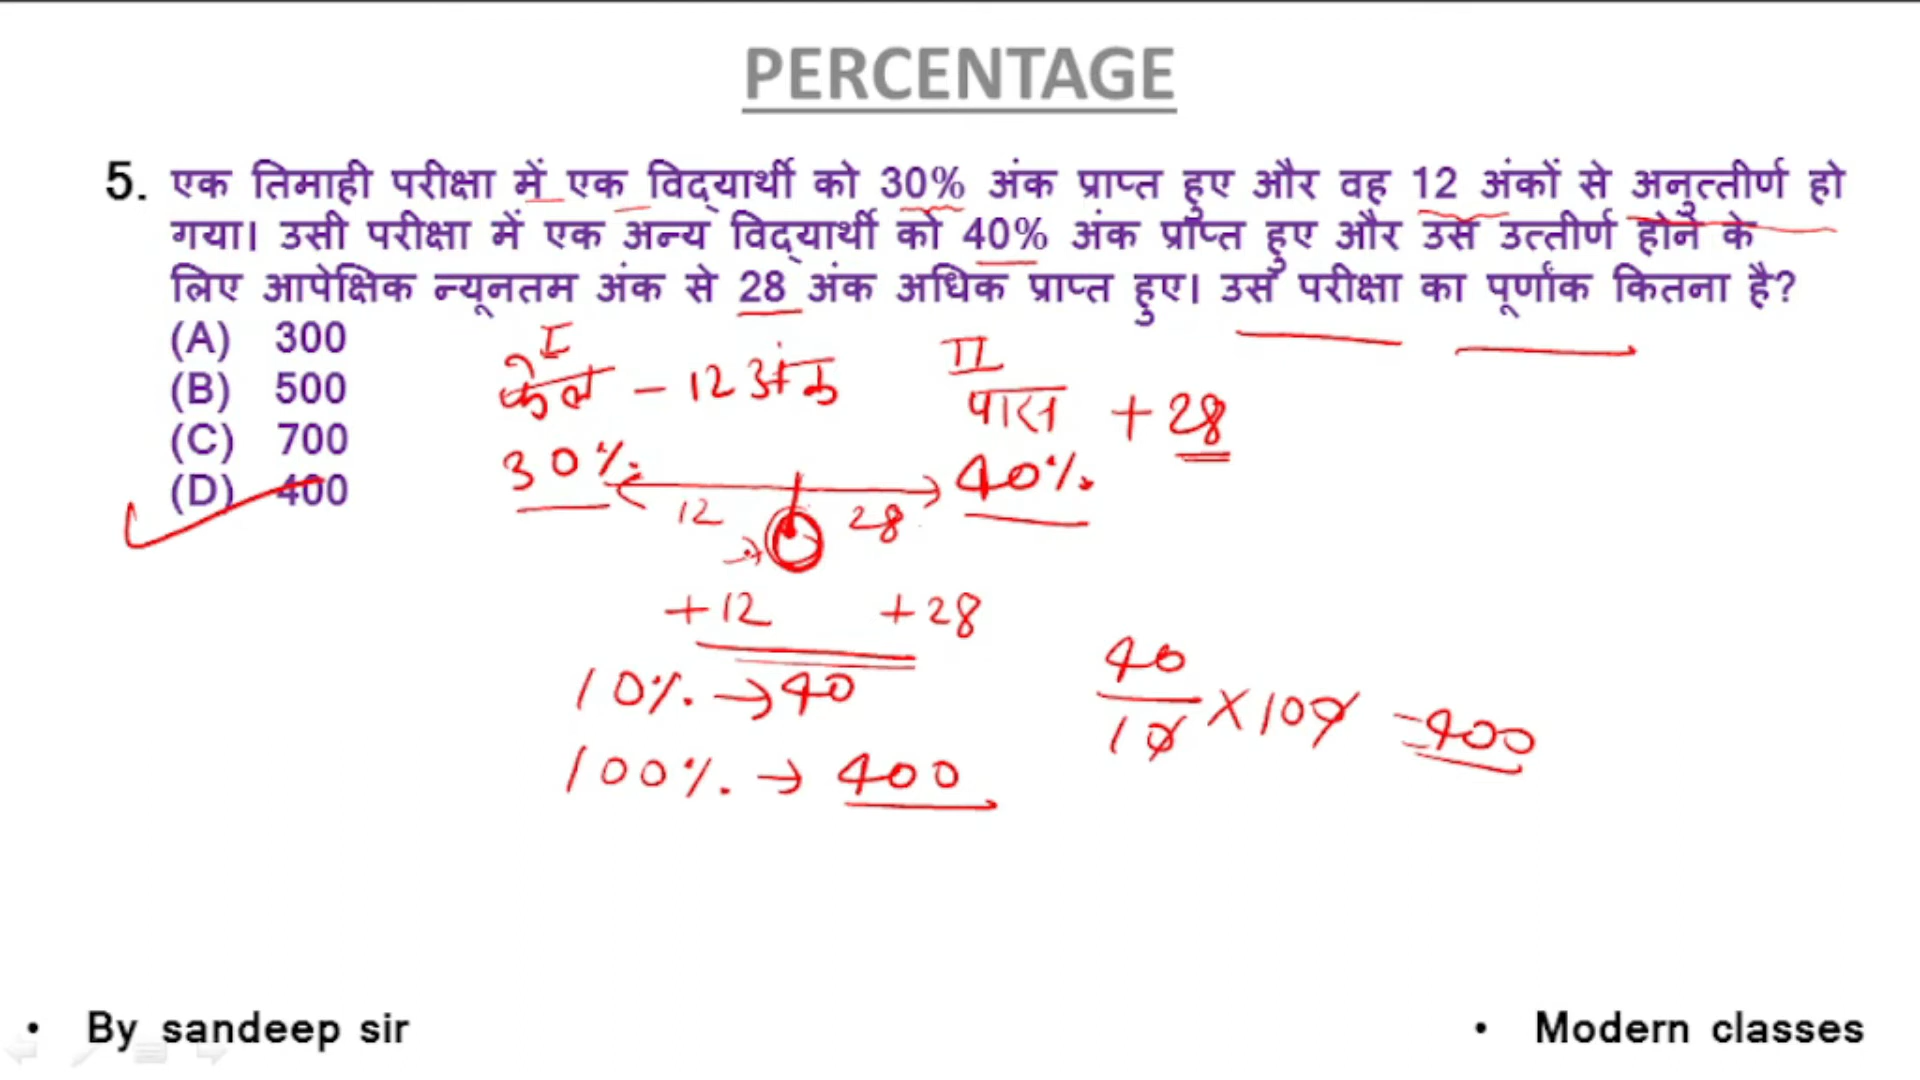 PERCENTAGE
5. एक तिमाही परीक्षा में एक विद्यार्थी को 30% अंक प्राप्त हुए और वह 12 अंकों से अनुत्तीर्ण हो
गया। उसी परीक्षा में एक अन्य विद्यार्थी को 40% अंक प्राप्त हुए और उसे उत्तीर्ण होने के
लिए आपेक्षिक न्यूनतम अंक से 28 अंक अधिक प्राप्त हुए। उस परीक्षा का पूर्णांक कितना है?
(A) 300
(B) 500
(C) 700
(D) 400
I
फेल - 12 अंक
II
पास + 28
30% 40%
12 28
+12 +28
10% → 40
100% → 400
40/10 × 100 = 400
• By sandeep sir
• Modern classes